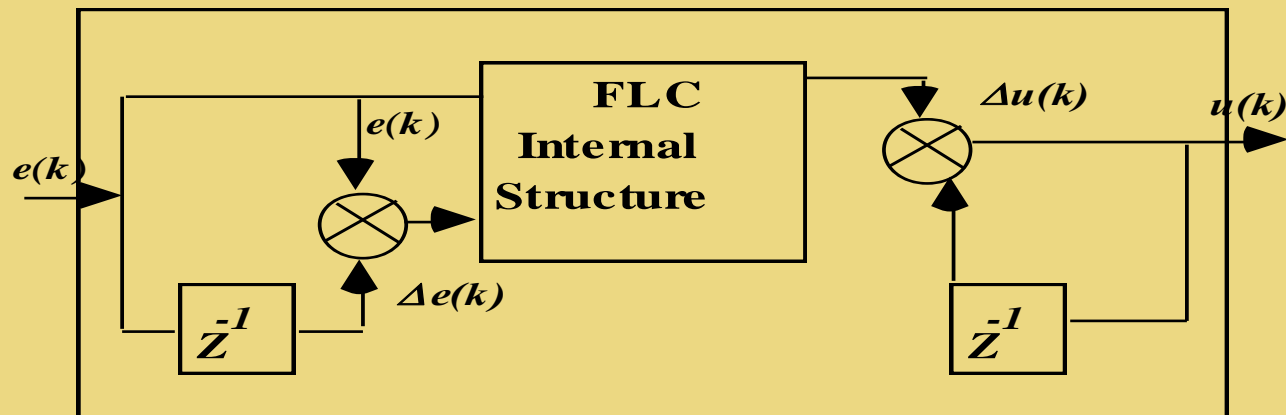 e(k)
e(k)
FLC
Internal
Structure
Δu(k)
u(k)
Δe(k)
Z-1
Z-1